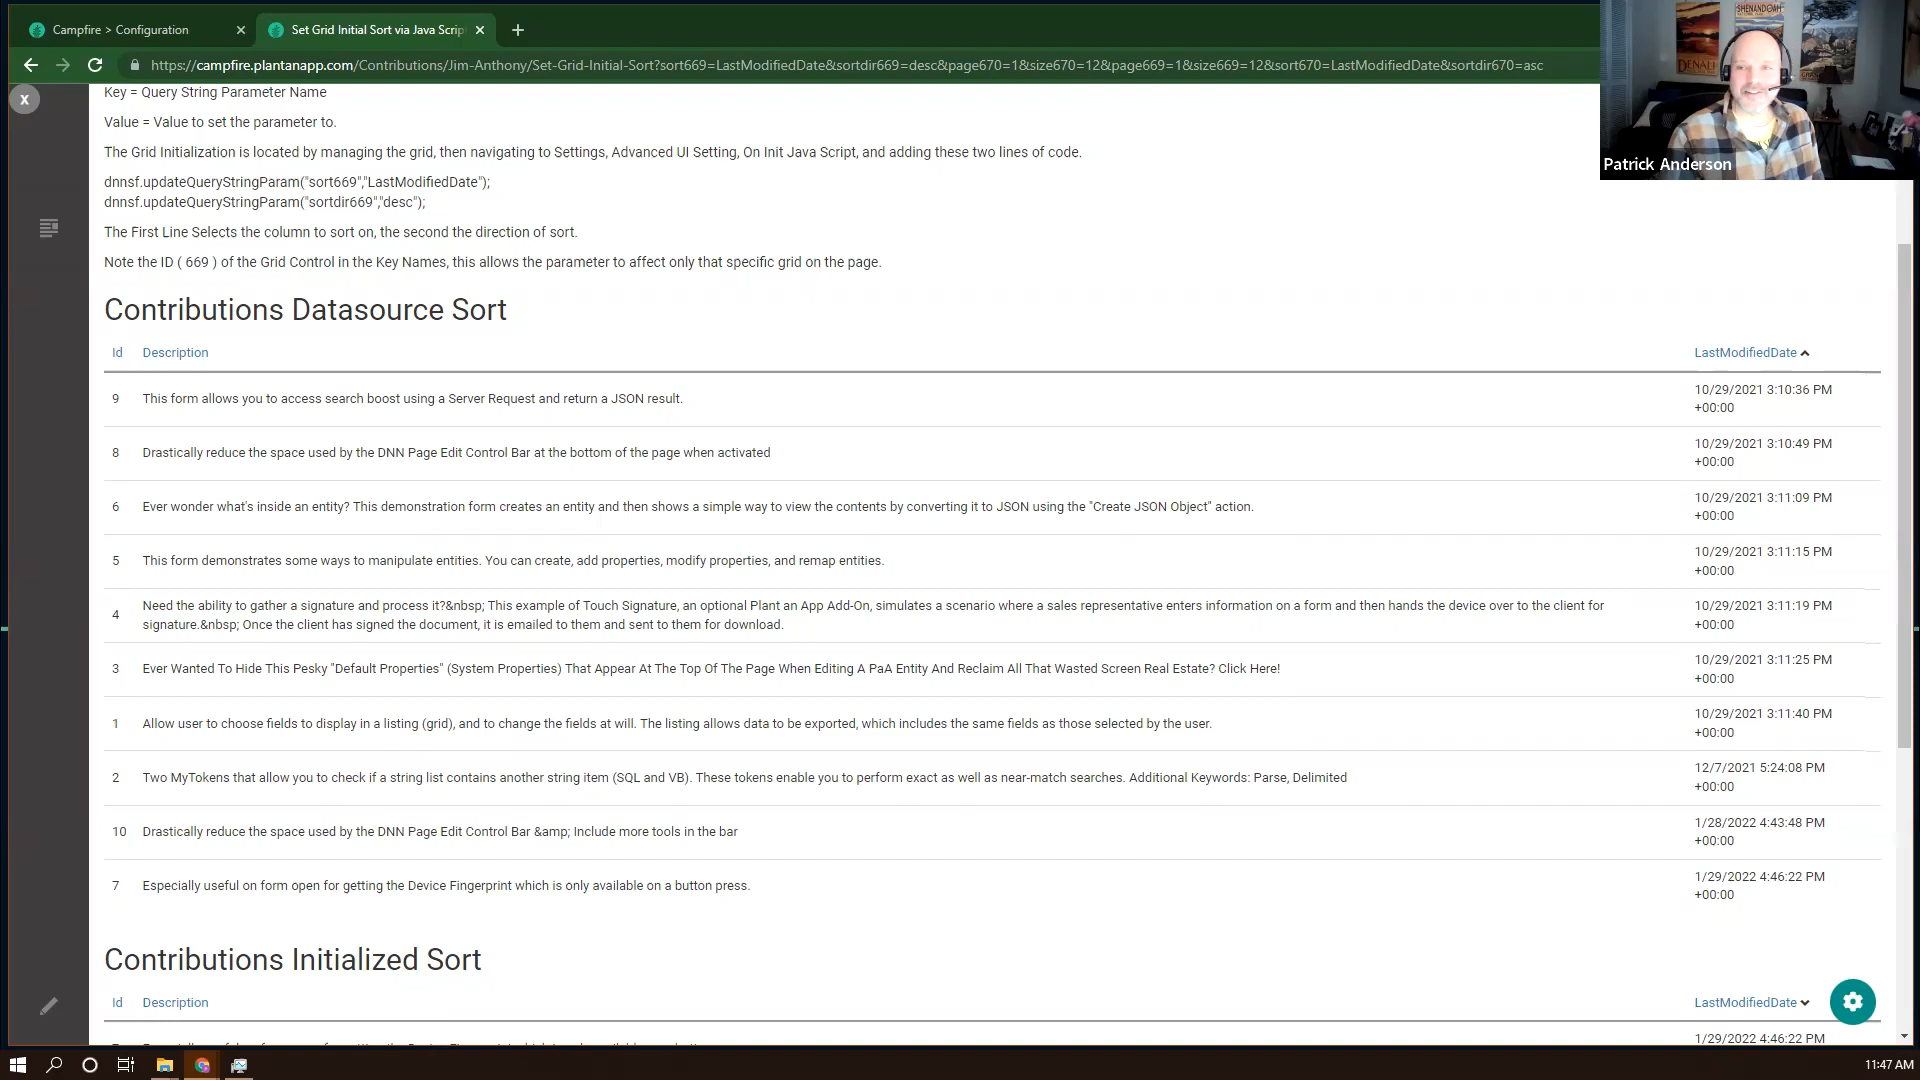 Campfire > Configuration
Set Grid Initial Sort via Java Scrip
https://campfire.plantanapp.com/Contributions/Jim-Anthony/Set-Grid-Initial-Sort?sort669=LastModifiedDate&sortdir669=desc&page670=1&size670=12&page669=1&size669=12&sort670=LastModifiedDate&sortdir670=asc
SHENANDOAH
DENALI
Patrick Anderson
x
Key = Query String Parameter Name
Value = Value to set the parameter to.
The Grid Initialization is located by managing the grid, then navigating to Settings, Advanced UI Setting, On Init Java Script, and adding these two lines of code.
dnnsf.updateQueryStringParam("sort669","LastModifiedDate");
dnnsf.updateQueryStringParam("sortdir669","desc");
The First Line Selects the column to sort on, the second the direction of sort.
Note the ID ( 669 ) of the Grid Control in the Key Names, this allows the parameter to affect only that specific grid on the page.
Contributions Datasource Sort
Id Description LastModifiedDate
9 This form allows you to access search boost using a Server Request and return a JSON result. 10/29/2021 3:10:36 PM
+00:00
8 Drastically reduce the space used by the DNN Page Edit Control Bar at the bottom of the page when activated 10/29/2021 3:10:49 PM
+00:00
6 Ever wonder what's inside an entity? This demonstration form creates an entity and then shows a simple way to view the contents by converting it to JSON using the "Create JSON Object" action. 10/29/2021 3:11:09 PM
+00:00
5 This form demonstrates some ways to manipulate entities. You can create, add properties, modify properties, and remap entities. 10/29/2021 3:11:15 PM
+00:00
4 Need the ability to gather a signature and process it?&nbsp; This example of Touch Signature, an optional Plant an App Add-On, simulates a scenario where a sales representative enters information on a form and then hands the device over to the client for 10/29/2021 3:11:19 PM
signature.&nbsp; Once the client has signed the document, it is emailed to them and sent to them for download. +00:00
3 Ever Wanted To Hide This Pesky "Default Properties" (System Properties) That Appear At The Top Of The Page When Editing A PaA Entity And Reclaim All That Wasted Screen Real Estate? Click Here! 10/29/2021 3:11:25 PM
+00:00
1 Allow user to choose fields to display in a listing (grid), and to change the fields at will. The listing allows data to be exported, which includes the same fields as those selected by the user. 10/29/2021 3:11:40 PM
+00:00
2 Two MyTokens that allow you to check if a string list contains another string item (SQL and VB). These tokens enable you to perform exact as well as near-match searches. Additional Keywords: Parse, Delimited 12/7/2021 5:24:08 PM
+00:00
10 Drastically reduce the space used by the DNN Page Edit Control Bar &amp; Include more tools in the bar 1/28/2022 4:43:48 PM
+00:00
7 Especially useful on form open for getting the Device Fingerprint which is only available on a button press. 1/29/2022 4:46:22 PM
+00:00
Contributions Initialized Sort
Id Description LastModifiedDate
1/29/2022 4:46:22 PM
11:47 AM